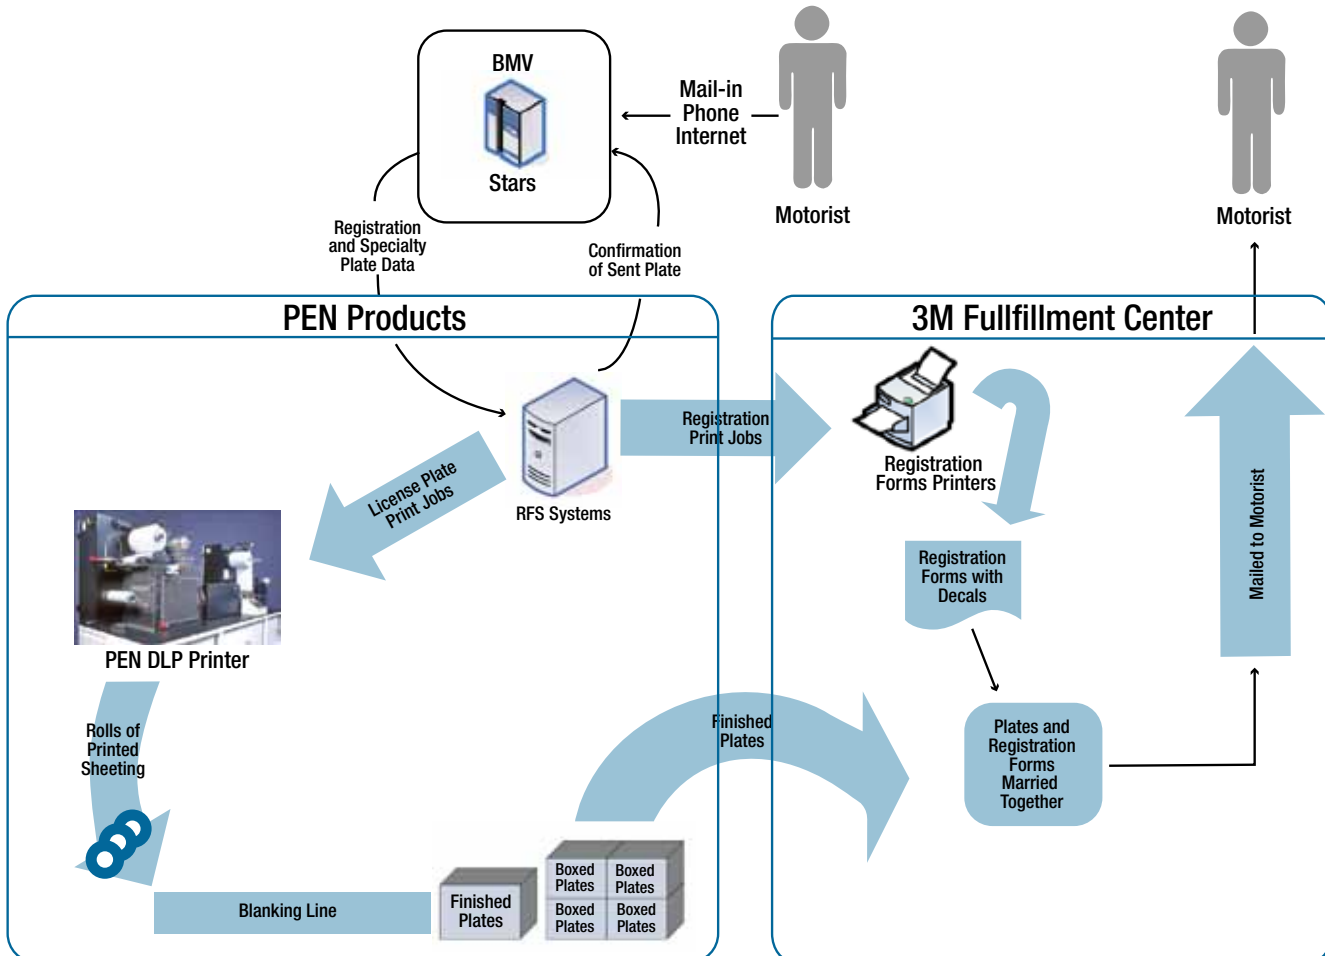 BMV
Stars
Mail-in
Phone
Internet
Motorist
Motorist
Registration
and Specialty
Plate Data
Confirmation
of Sent Plate
PEN Products
3M Fullfillment Center
RFS Systems
Registration
Print Jobs
Registration
Forms Printers
License Plate
Print Jobs
PEN DLP Printer
Registration
Forms with
Decals
Mailed to Motorist
Rolls of
Printed
Sheeting
Finished
Plates
Plates and
Registration
Forms
Married
Together
Blanking Line
Finished
Plates
Boxed
Plates
Boxed
Plates
Boxed
Plates
Boxed
Plates